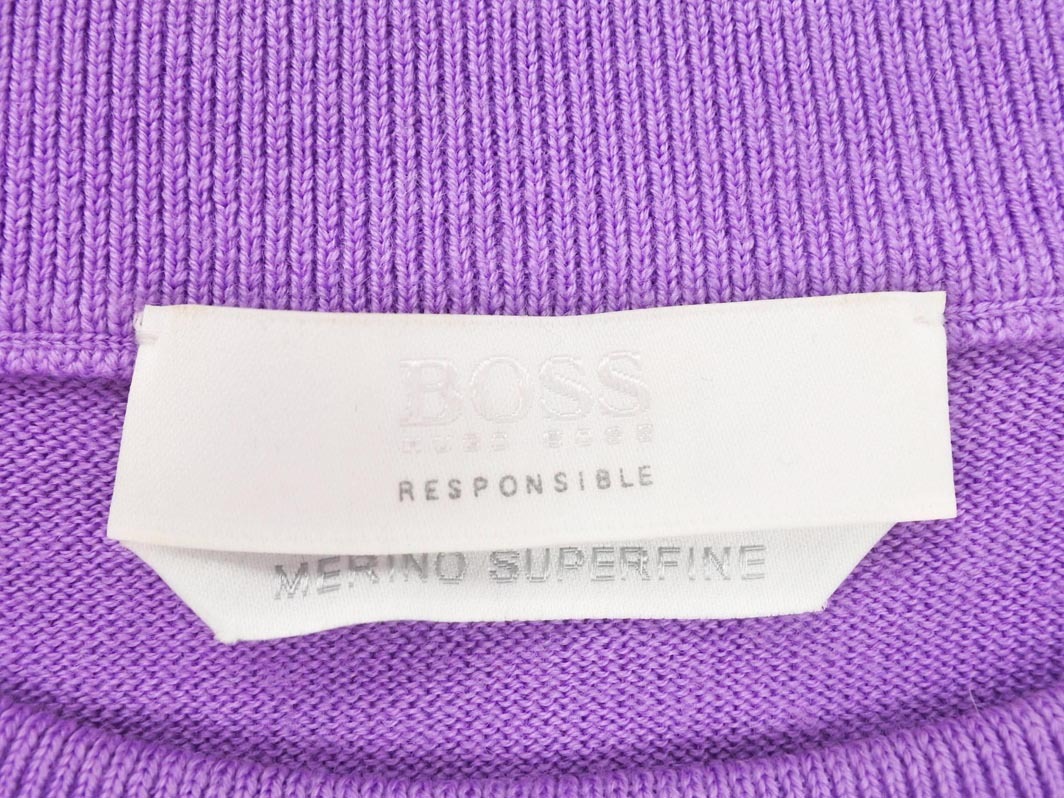 BOSS
HUGO BOSS
RESPONSIBLE
MERINO SUPERFINE